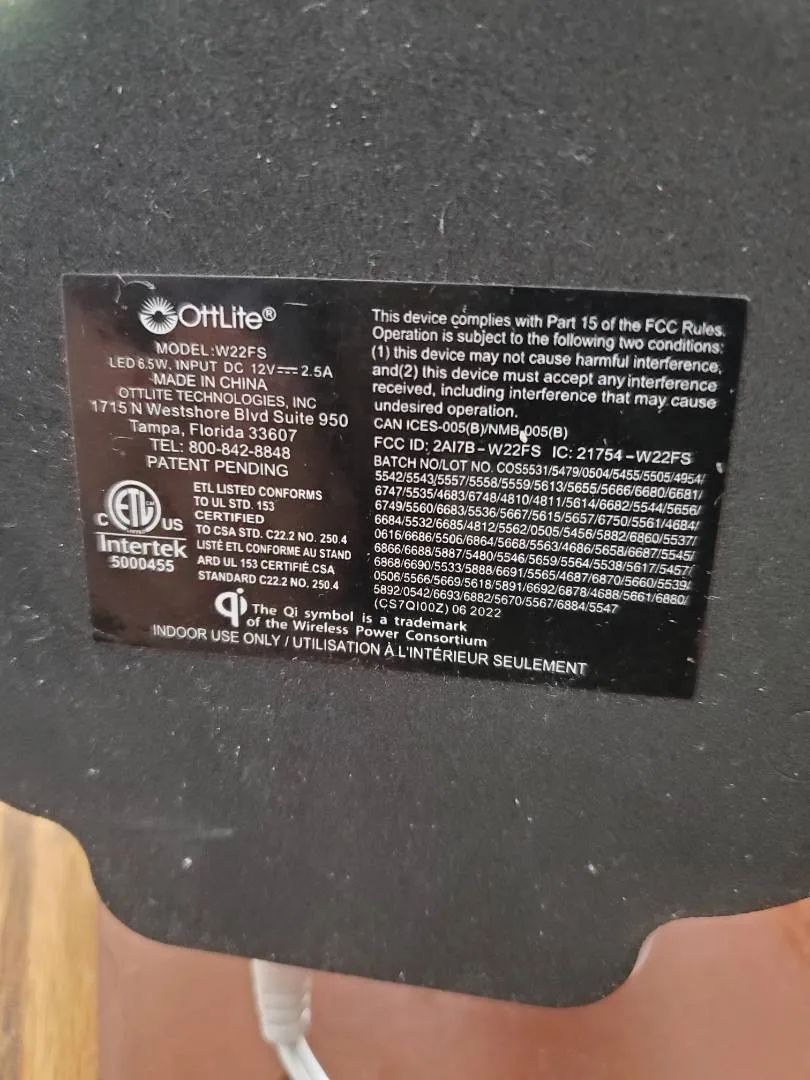 OttLite®
MODEL:W22FS
LED 6.5W, INPUT DC 12V⎓2.5A
MADE IN CHINA
OTTLITE TECHNOLOGIES, INC
1715 N Westshore Blvd Suite 950
Tampa, Florida 33607
TEL: 800-842-8848
PATENT PENDING
ETL
C US
Intertek
5000455
ETL LISTED CONFORMS
TO UL STD. 153
CERTIFIED
TO CSA STD. C22.2 NO. 250.4
LISTÉ ETL CONFORME AU STAND
ARD UL 153 CERTIFIÉ.CSA
STANDARD C22.2 NO. 250.4
This device complies with Part 15 of the FCC Rules.
Operation is subject to the following two conditions:
(1) this device may not cause harmful interference,
and(2) this device must accept any interference
received, including interference that may cause
undesired operation.
CAN ICES-005(B)/NMB-005(B)
FCC ID: 2AI7B-W22FS IC: 21754-W22FS
BATCH NO/LOT NO. COS5531/5479/0504/5455/5505/4954/
5542/5543/5557/5558/5559/5613/5655/5666/6680/6681/
6747/5535/4683/6748/4810/4811/5614/6682/5544/5656/
6749/5560/6683/5536/5667/5615/5657/6750/5561/4684/
6684/5532/6685/4812/5562/0505/5456/5882/6860/5537/
0616/6686/5506/6864/5668/5563/4686/5658/6687/5545/
6866/6688/5887/5480/5546/5659/5564/5538/5617/5457/
6868/6690/5533/5888/6691/5565/4687/6870/5660/5539/
0506/5566/5669/5618/5891/6692/6878/4688/5661/6880/
5892/0542/6693/6882/5670/5567/6884/5547
(CS7QI00Z) 06 2022
qi The Qi symbol is a trademark
of the Wireless Power Consortium
INDOOR USE ONLY / UTILISATION À L'INTÉRIEUR SEULEMENT